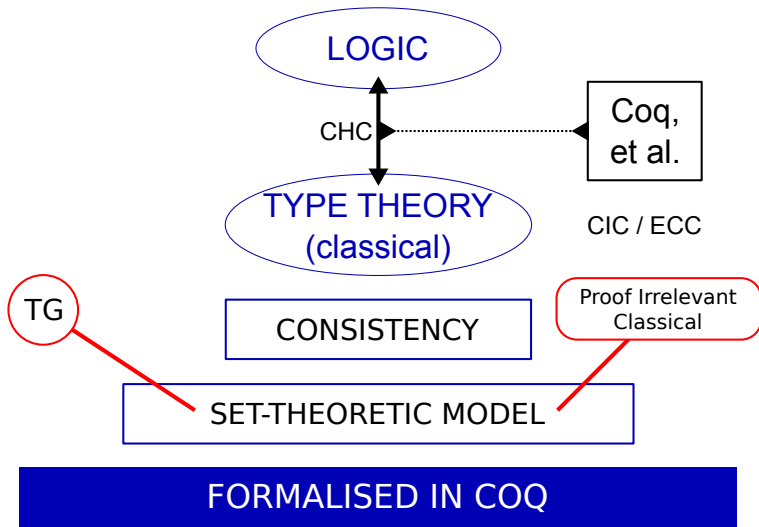 LOGIC
CHC
Coq,
et al.
TYPE THEORY
(classical)
CIC / ECC
TG
Proof Irrelevant
Classical
CONSISTENCY
SET-THEORETIC MODEL
FORMALISED IN COQ